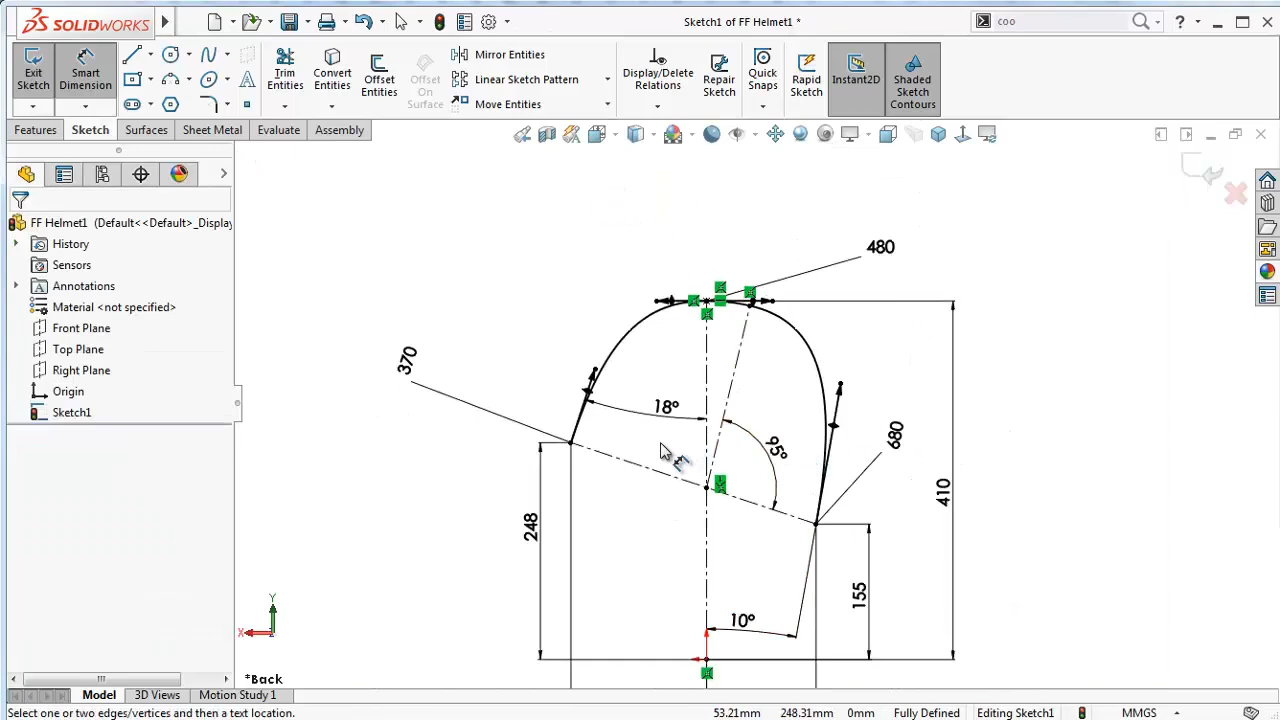 SOLIDWORKS
Sketch1 of FF Helmet1 *
coo
Exit Sketch
Smart Dimension
Trim Entities
Convert Entities
Offset Entities
Offset On Surface
Mirror Entities
Linear Sketch Pattern
Move Entities
Display/Delete Relations
Repair Sketch
Quick Snaps
Rapid Sketch
Instant2D
Shaded Sketch Contours
Features
Sketch
Surfaces
Sheet Metal
Evaluate
Assembly
FF Helmet1 (Default<<Default>_Display
History
Sensors
Annotations
Material <not specified>
Front Plane
Top Plane
Right Plane
Origin
Sketch1
480
370
18°
95°
680
248
410
155
10°
Y
X
*Back
Model
3D Views
Motion Study 1
Select one or two edges/vertices and then a text location.
53.21mm
248.31mm
0mm
Fully Defined
Editing Sketch1
MMGS